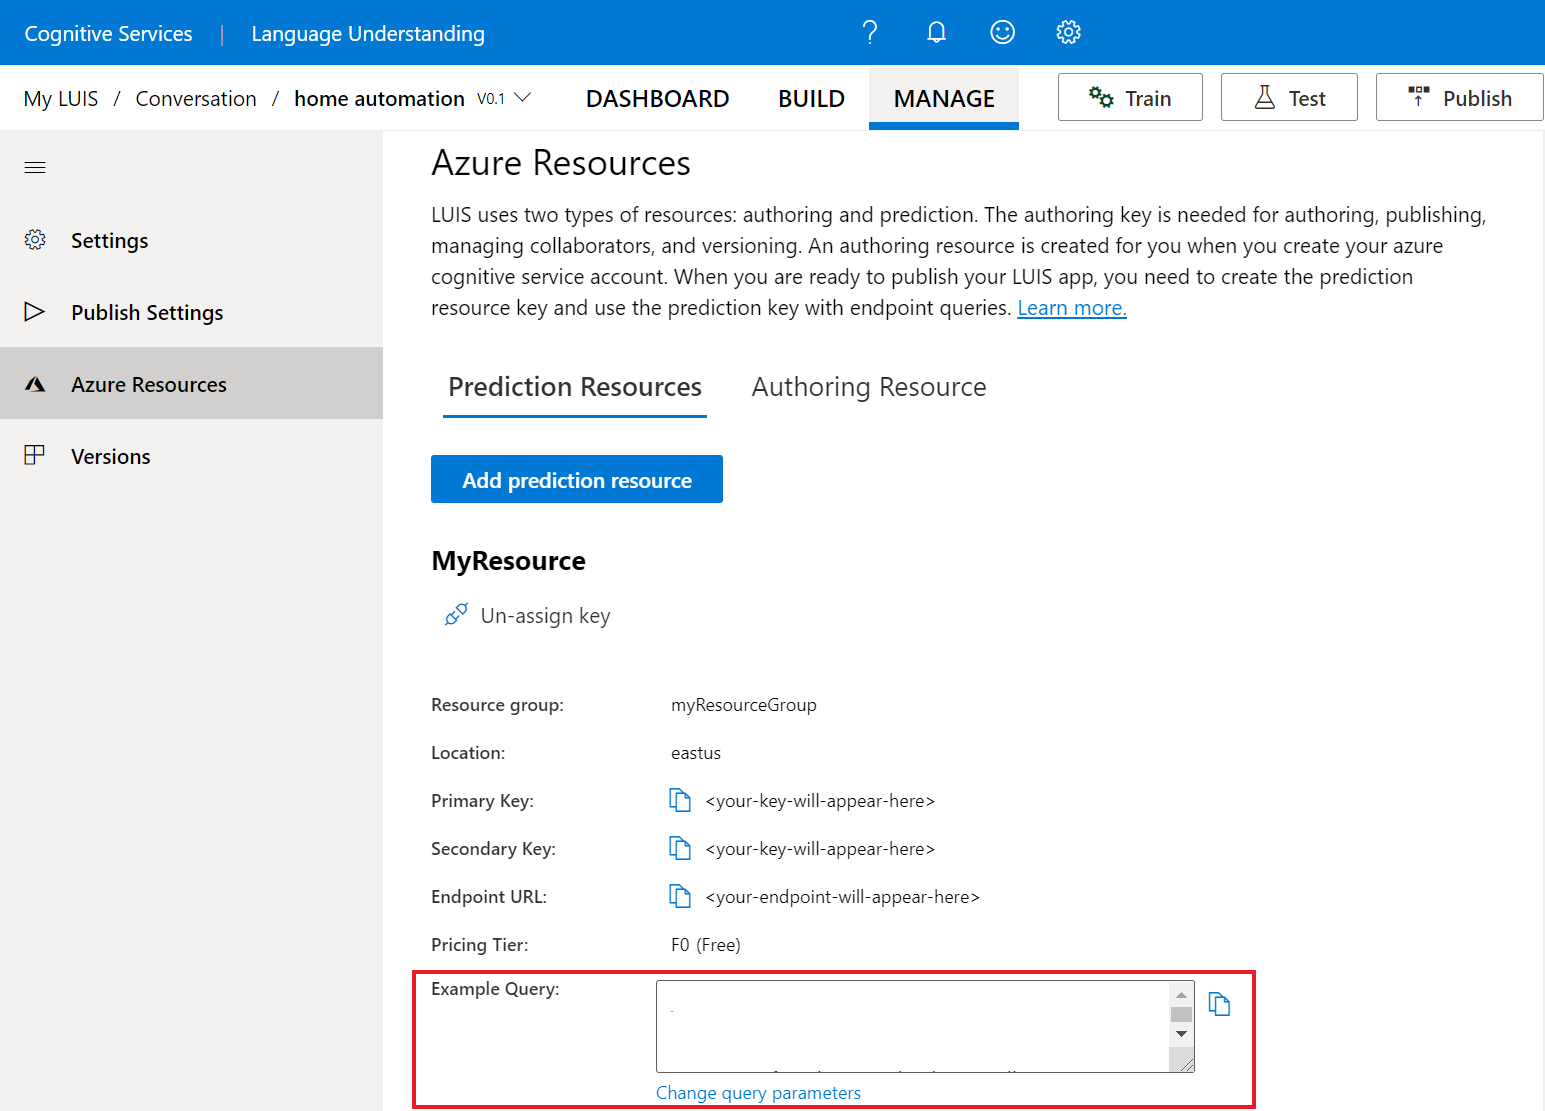 Cognitive Services | Language Understanding
My LUIS / Conversation / home automation V0.1 DASHBOARD BUILD MANAGE Train Test Publish
Settings
Publish Settings
Azure Resources
Versions
Azure Resources
LUIS uses two types of resources: authoring and prediction. The authoring key is needed for authoring, publishing,
managing collaborators, and versioning. An authoring resource is created for you when you create your azure
cognitive service account. When you are ready to publish your LUIS app, you need to create the prediction
resource key and use the prediction key with endpoint queries. Learn more.
Prediction Resources Authoring Resource
Add prediction resource
MyResource
Un-assign key
Resource group: myResourceGroup
Location: eastus
Primary Key: <your-key-will-appear-here>
Secondary Key: <your-key-will-appear-here>
Endpoint URL: <your-endpoint-will-appear-here>
Pricing Tier: F0 (Free)
Example Query:
Change query parameters